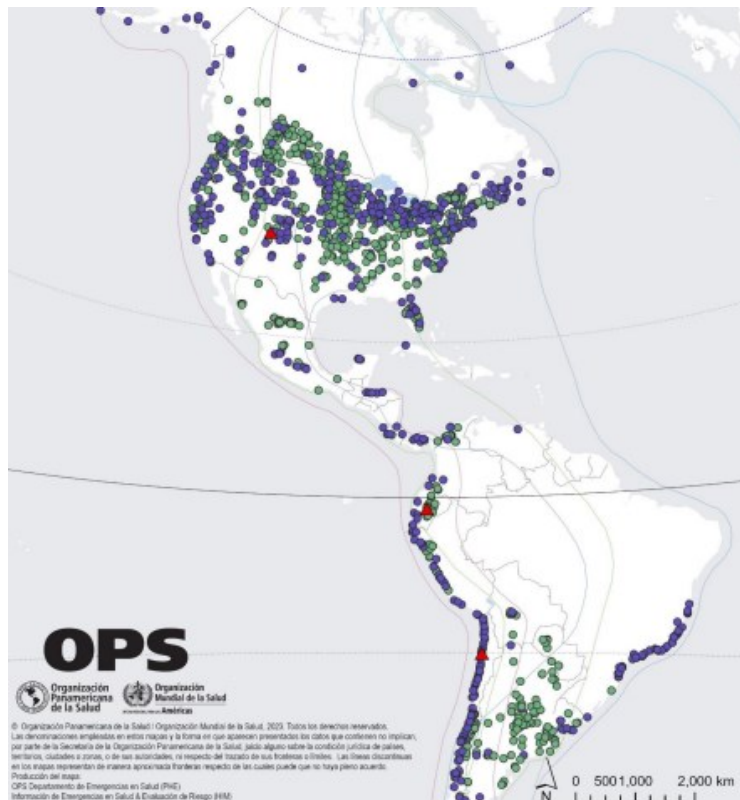 OPS
Organización
Panamericana
de la Salud
Organización
Mundial de la Salud
Américas
© Organización Panamericana de la Salud / Organización Mundial de la Salud, 2023. Todos los derechos reservados.
Las denominaciones empleadas en estos mapas y la forma en que aparecen presentados los datos que contienen no implican,
por parte de la Secretaría de la Organización Panamericana de la Salud, juicio alguno sobre la condición jurídica de países,
territorios, ciudades o zonas, o de sus autoridades, ni respecto del trazado de sus fronteras o límites. Las líneas discontinuas
en los mapas representan de manera aproximada fronteras respecto de las cuales puede que no haya pleno acuerdo.
Producción del mapa:
OPS Departamento de Emergencias en Salud (PHE)
Información de Emergencias en Salud & Evaluación de Riesgo (HIM)
N
0 500 1,000 2,000 km